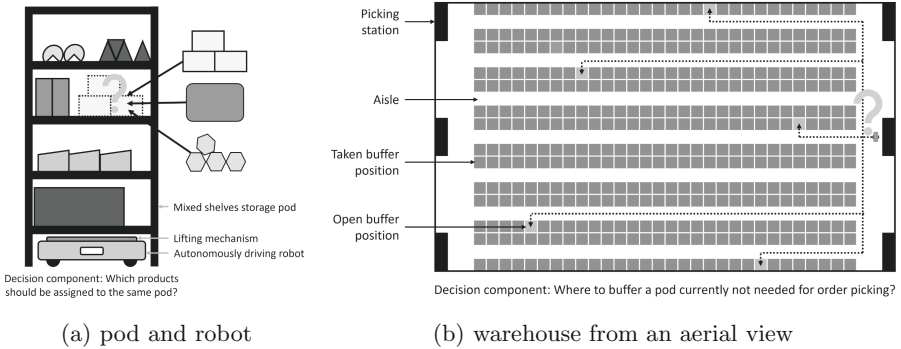 ?
Mixed shelves storage pod
Lifting mechanism
Autonomously driving robot
Decision component: Which products
should be assigned to the same pod?
(a) pod and robot
Picking
station
Aisle
Taken buffer
position
Open buffer
position
?
Decision component: Where to buffer a pod currently not needed for order picking?
(b) warehouse from an aerial view